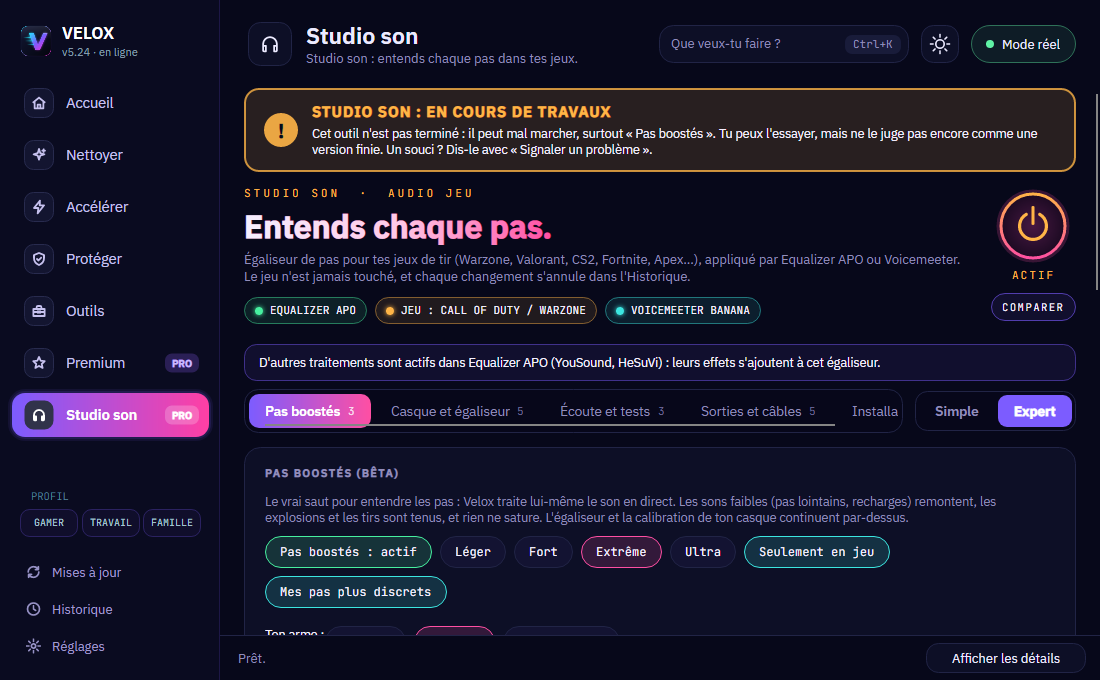 VELOX
v5.24 · en ligne
Accueil
Nettoyer
Accélérer
Protéger
Outils
Premium PRO
Studio son PRO
PROFIL
GAMER TRAVAIL FAMILLE
Mises à jour
Historique
Réglages
Studio son
Studio son : entends chaque pas dans tes jeux.
Que veux-tu faire ? Ctrl+K
Mode réel
STUDIO SON : EN COURS DE TRAVAUX
Cet outil n'est pas terminé : il peut mal marcher, surtout « Pas boostés ». Tu peux l'essayer, mais ne le juge pas encore comme une
version finie. Un souci ? Dis-le avec « Signaler un problème ».
STUDIO SON · AUDIO JEU
Entends chaque pas.
Égaliseur de pas pour tes jeux de tir (Warzone, Valorant, CS2, Fortnite, Apex...), appliqué par Equalizer APO ou Voicemeeter.
Le jeu n'est jamais touché, et chaque changement s'annule dans l'Historique.
EQUALIZER APO JEU : CALL OF DUTY / WARZONE VOICEMEETER BANANA
ACTIF
COMPARER
D'autres traitements sont actifs dans Equalizer APO (YouSound, HeSuVi) : leurs effets s'ajoutent à cet égaliseur.
Pas boostés 3 Casque et égaliseur 5 Écoute et tests 3 Sorties et câbles 5 Installa
Simple Expert
PAS BOOSTÉS (BÊTA)
Le vrai saut pour entendre les pas : Velox traite lui-même le son en direct. Les sons faibles (pas lointains, recharges) remontent, les
explosions et les tirs sont tenus, et rien ne sature. L'égaliseur et la calibration de ton casque continuent par-dessus.
Pas boostés : actif Léger Fort Extrême Ultra Seulement en jeu
Mes pas plus discrets
Ton arme :
Prêt.
Afficher les détails